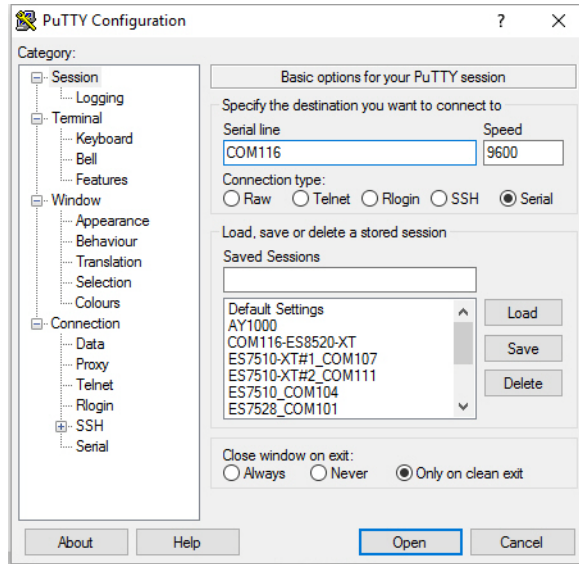 PuTTY Configuration ? ×
Category:
Session
Logging
Terminal
Keyboard
Bell
Features
Window
Appearance
Behaviour
Translation
Selection
Colours
Connection
Data
Proxy
Telnet
Rlogin
SSH
Serial
Basic options for your PuTTY session
Specify the destination you want to connect to
Serial line Speed
COM116 9600
Connection type:
Raw Telnet Rlogin SSH Serial
Load, save or delete a stored session
Saved Sessions
Default Settings
AY1000
COM116-ES8520-XT
ES7510-XT#1_COM107
ES7510-XT#2_COM111
ES7510_COM104
ES7528_COM101
Load
Save
Delete
Close window on exit:
Always Never Only on clean exit
About Help Open Cancel